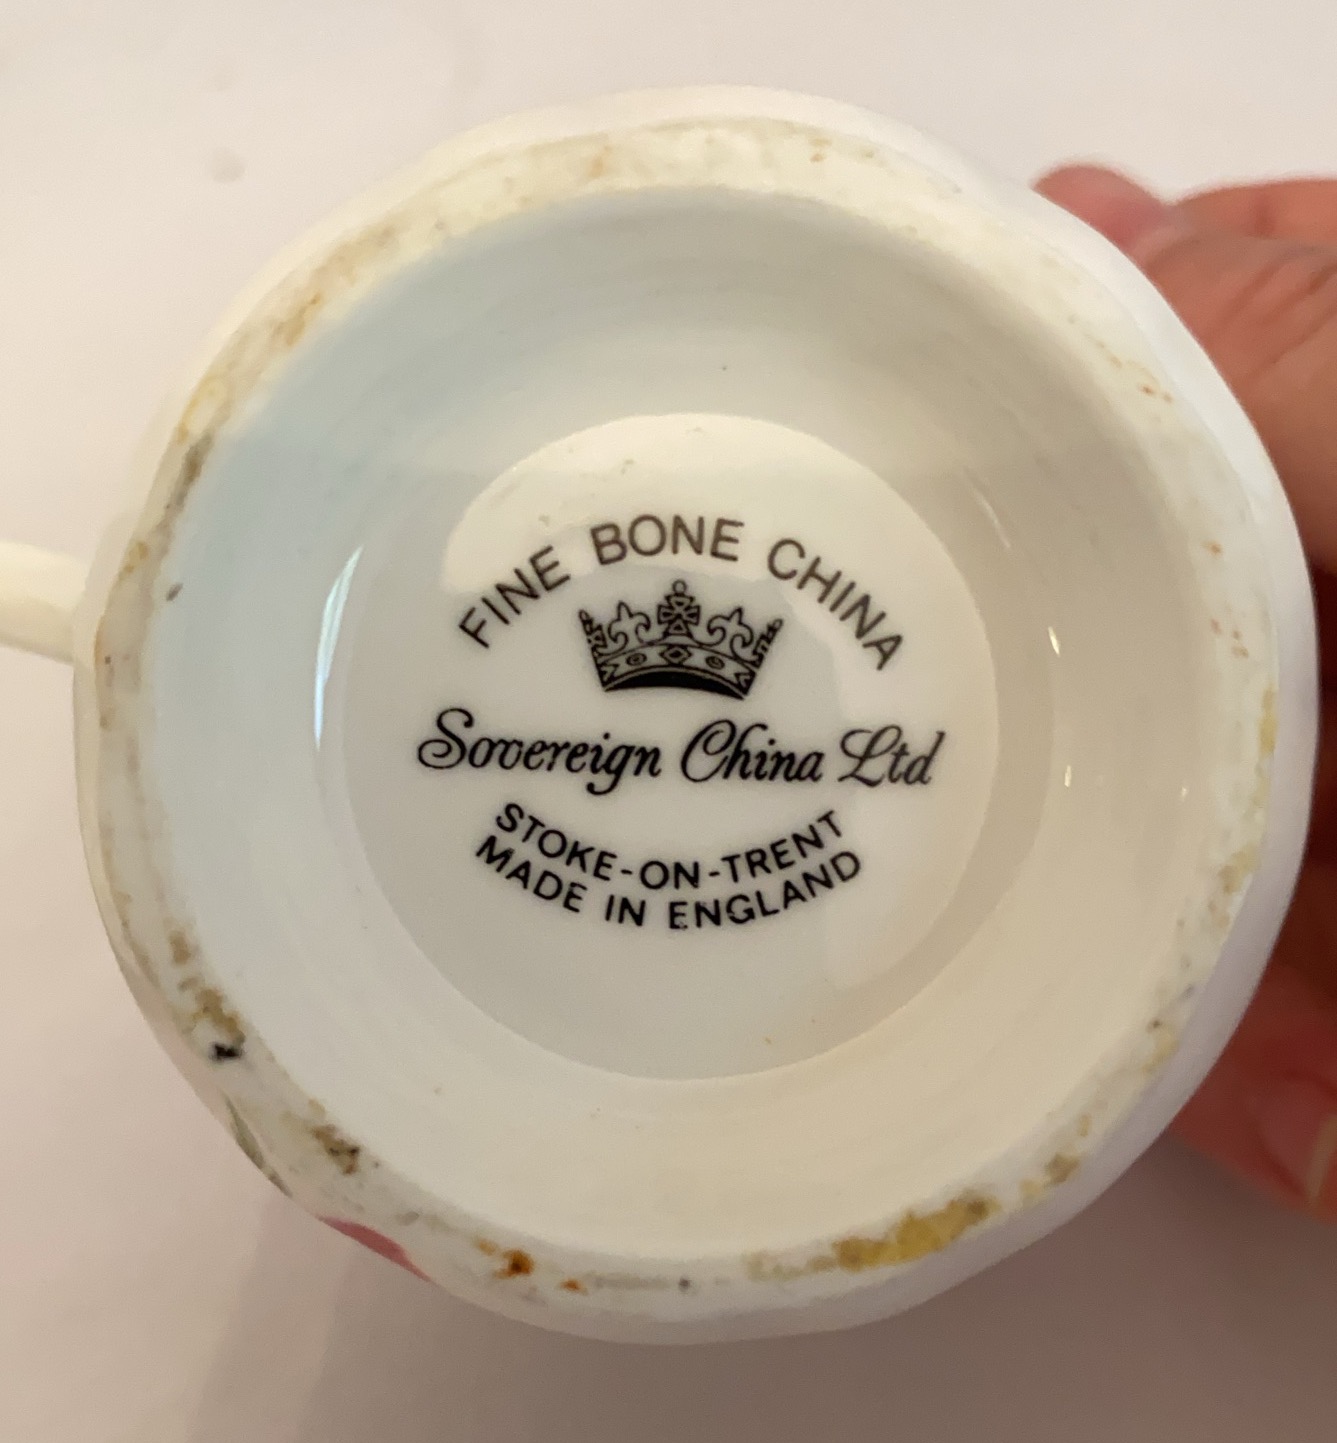 FINE BONE CHINA
Sovereign China Ltd
STOKE-ON-TRENT
MADE IN ENGLAND